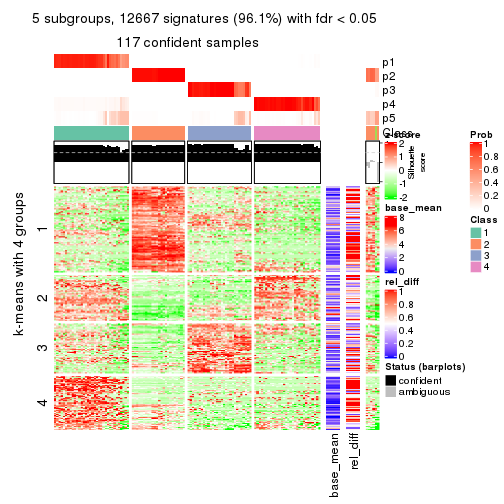 5 subgroups, 12667 signatures (96.1%) with fdr < 0.05
117 confident samples
p1
p2
p3
p4
p5
Class
z-score
2
1
0
-1
-2
Silhouette
score
base_mean
8
6
4
2
0
rel_diff
1
0.8
0.6
0.4
0.2
0
Status (barplots)
confident
ambiguous
Prob
1
0.8
0.6
0.4
0.2
0
Class
1
2
3
4
k-means with 4 groups
1
2
3
4
base_mean
rel_diff